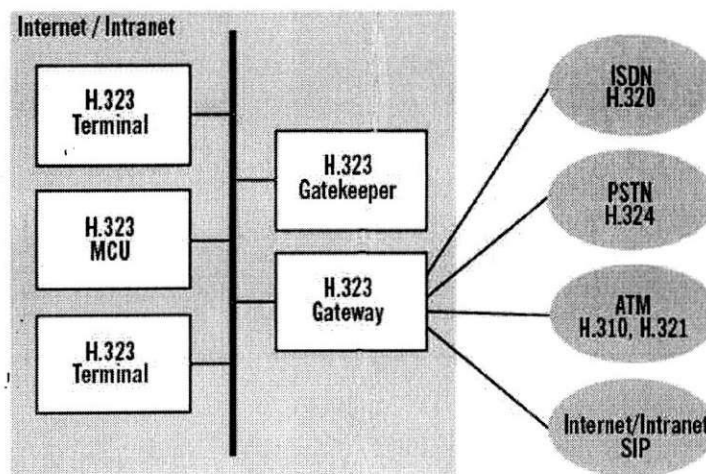 Internet / Intranet
H.323
Terminal
H.323
MCU
H.323
Terminal
H.323
Gatekeeper
H.323
Gateway
ISDN
H.320
PSTN
H.324
ATM
H.310, H.321
Internet/Intranet
SIP